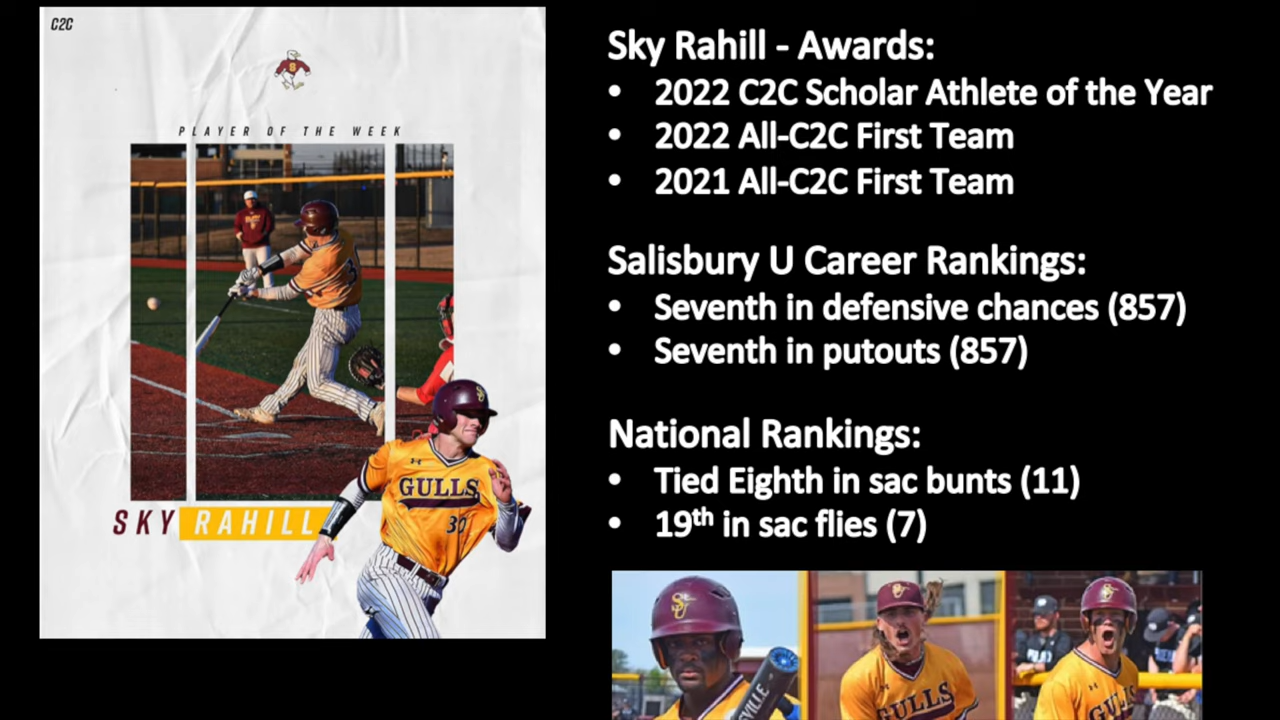 C2C
PLAYER OF THE WEEK
SKY RAHILL
GULLS
30
Sky Rahill - Awards:
• 2022 C2C Scholar Athlete of the Year
• 2022 All-C2C First Team
• 2021 All-C2C First Team
Salisbury U Career Rankings:
• Seventh in defensive chances (857)
• Seventh in putouts (857)
National Rankings:
• Tied Eighth in sac bunts (11)
• 19th in sac flies (7)
GULLS